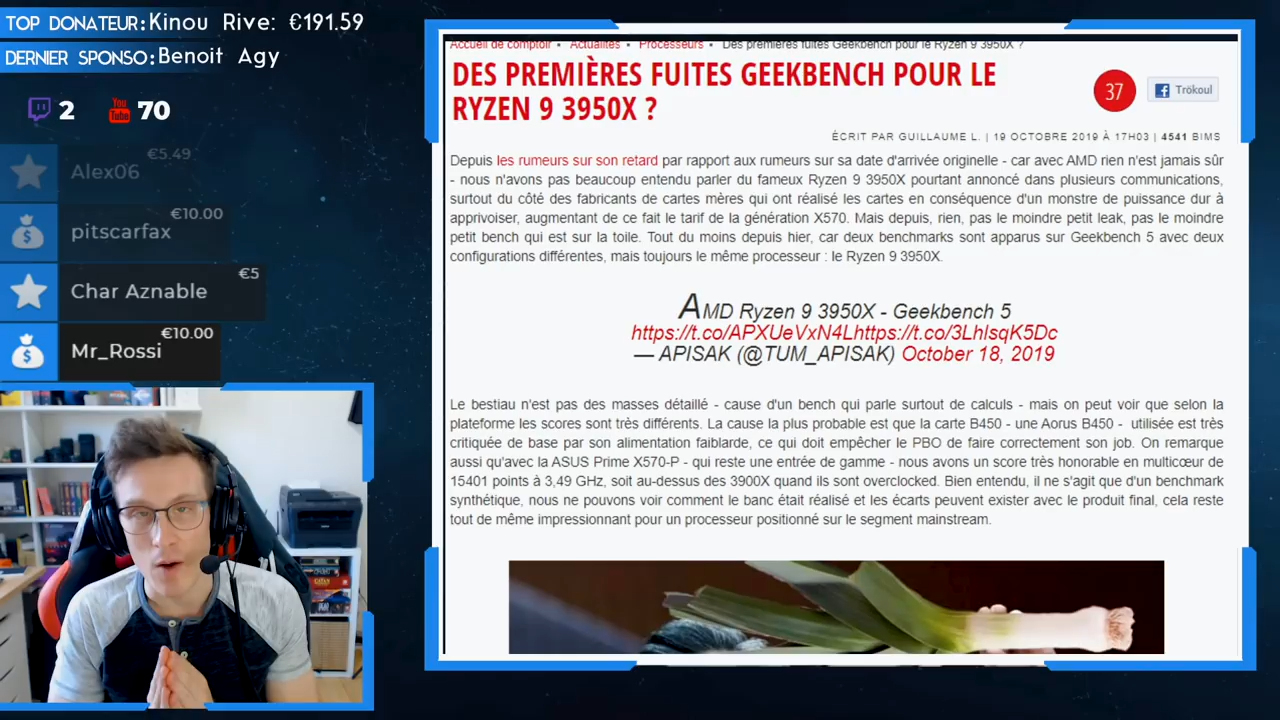 TOP DONATEUR:Kinou Rive: €191.59
DERNIER SPONSO:Benoit Agy
2
You Tube 70
€5.49
Alex06
€10.00
pitscarfax
€5
Char Aznable
€10.00
Mr_Rossi
Accueil de comptoir • Actualités • Processeurs • Des premières fuites Geekbench pour le Ryzen 9 3950X ?
DES PREMIÈRES FUITES GEEKBENCH POUR LE
RYZEN 9 3950X ?
37
Trökoul
ÉCRIT PAR GUILLAUME L. | 19 OCTOBRE 2019 À 17H03 | 4541 BIMS
Depuis les rumeurs sur son retard par rapport aux rumeurs sur sa date d'arrivée originelle - car avec AMD rien n'est jamais sûr
- nous n'avons pas beaucoup entendu parler du fameux Ryzen 9 3950X pourtant annoncé dans plusieurs communications,
surtout du côté des fabricants de cartes mères qui ont réalisé les cartes en conséquence d'un monstre de puissance dur à
apprivoiser, augmentant de ce fait le tarif de la génération X570. Mais depuis, rien, pas le moindre petit leak, pas le moindre
petit bench qui est sur la toile. Tout du moins depuis hier, car deux benchmarks sont apparus sur Geekbench 5 avec deux
configurations différentes, mais toujours le même processeur : le Ryzen 9 3950X.
AMD Ryzen 9 3950X - Geekbench 5
https://t.co/APXUeVxN4Lhttps://t.co/3LhlsqK5Dc
— APISAK (@TUM_APISAK) October 18, 2019
Le bestiau n'est pas des masses détaillé - cause d'un bench qui parle surtout de calculs - mais on peut voir que selon la
plateforme les scores sont très différents. La cause la plus probable est que la carte B450 - une Aorus B450 - utilisée est très
critiquée de base par son alimentation faiblarde, ce qui doit empêcher le PBO de faire correctement son job. On remarque
aussi qu'avec la ASUS Prime X570-P - qui reste une entrée de gamme - nous avons un score très honorable en multicœur de
15401 points à 3,49 GHz, soit au-dessus des 3900X quand ils sont overclocked. Bien entendu, il ne s'agit que d'un benchmark
synthétique, nous ne pouvons voir comment le banc était réalisé et les écarts peuvent exister avec le produit final, cela reste
tout de même impressionnant pour un processeur positionné sur le segment mainstream.